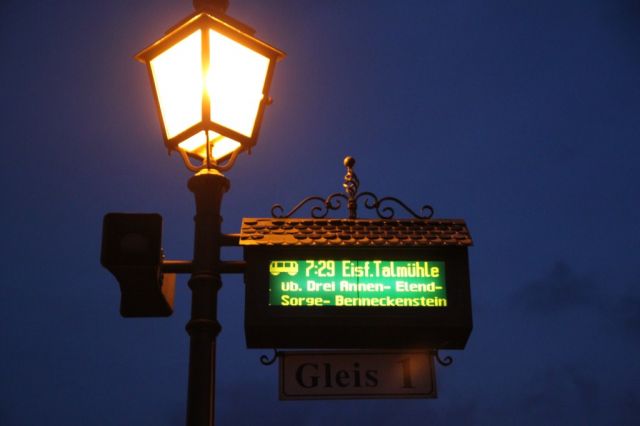 7:29 Eisf.Talmühle
üb. Drei Annen- Elend-
Sorge- Benneckenstein
Gleis 1